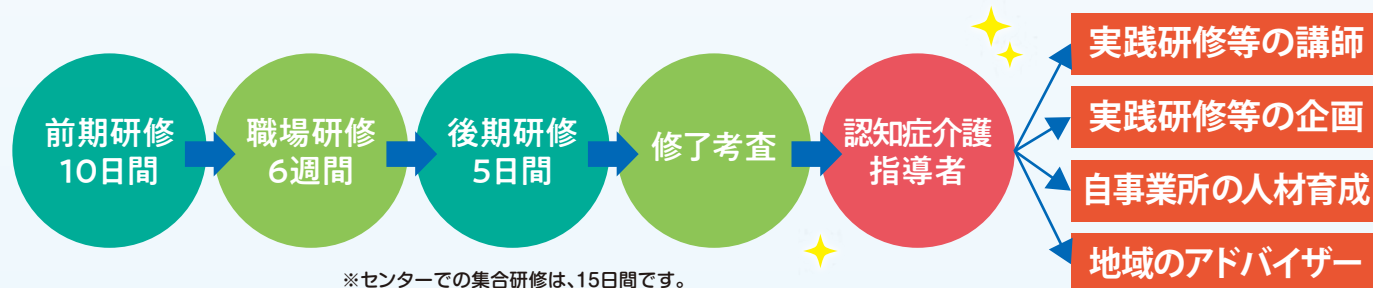 前期研修
10日間
職場研修
6週間
後期研修
5日間
修了考査
認知症介護
指導者
実践研修等の講師
実践研修等の企画
自事業所の人材育成
地域のアドバイザー
※センターでの集合研修は、15日間です。